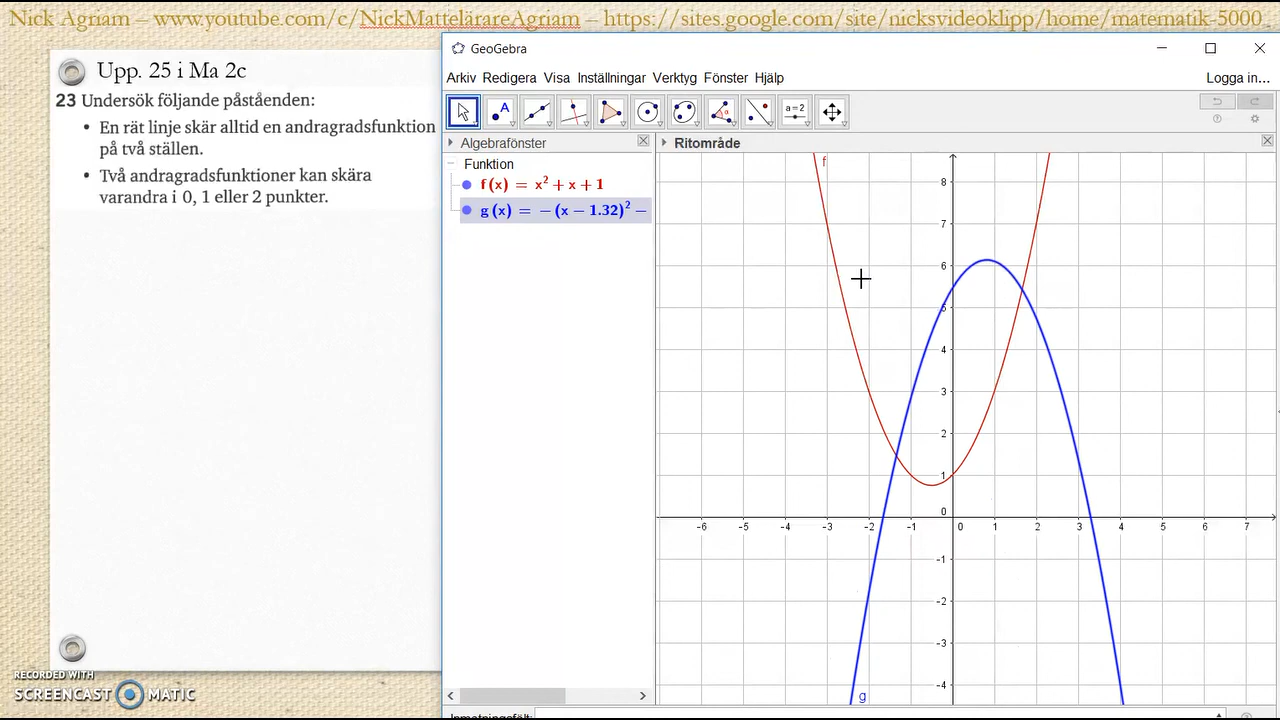 Nick Agriam – www.youtube.com/c/NickMattelärareAgriam – https://sites.google.com/site/nicksvideoklipp/home/matematik-5000
Upp. 25 i Ma 2c
23 Undersök följande påståenden:
• En rät linje skär alltid en andragradsfunktion
på två ställen.
• Två andragradsfunktioner kan skära
varandra i 0, 1 eller 2 punkter.
RECORDED WITH
SCREENCAST MATIC
GeoGebra
Arkiv Redigera Visa Inställningar Verktyg Fönster Hjälp
Logga in...
A
a=2
Algebrafönster
Funktion
f(x) = x² + x + 1
g(x) = −(x − 1.32)² −
Ritområde
f
8
7
6
5
4
3
2
1
0
-6 -5 -4 -3 -2 -1 0 1 2 3 4 5 6 7
-1
-2
-3
-4
g
Inmatningsfält: